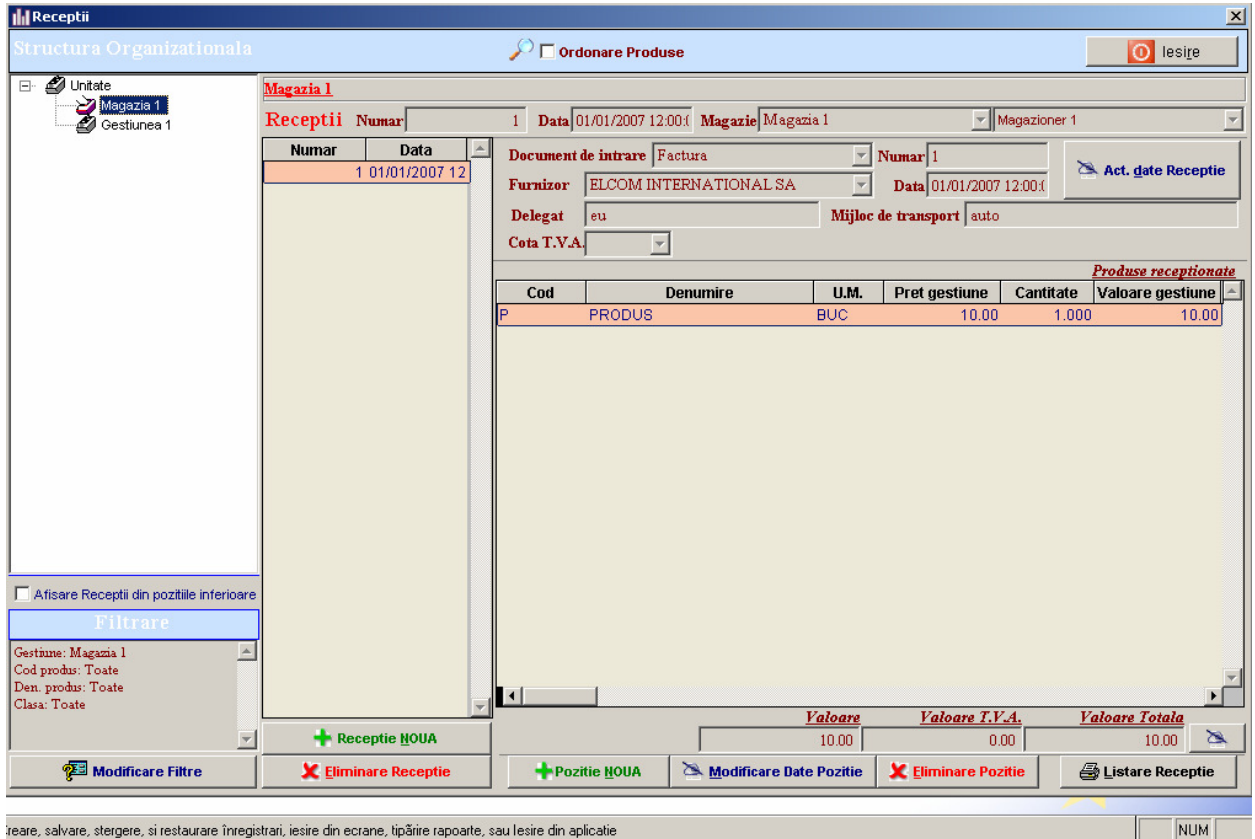 Receptii
Structura Organizationala
Ordonare Produse
Iesire
Unitate
Magazia 1
Gestiunea 1
Magazia 1
Receptii Numar 1 Data 01/01/2007 12:00:( Magazie Magazia 1 Magazioner 1
Numar Data
1 01/01/2007 12
Document de intrare Factura Numar 1
Act. date Receptie
Furnizor ELCOM INTERNATIONAL SA Data 01/01/2007 12:00:(
Delegat eu Mijloc de transport auto
Cota T.V.A.
Produse receptionate
Cod Denumire U.M. Pret gestiune Cantitate Valoare gestiune
P PRODUS BUC 10.00 1.000 10.00
Afisare Receptii din pozitiile inferioare
Filtrare
Gestiune: Magazia 1
Cod produs: Toate
Den. produs: Toate
Clasa: Toate
Valoare Valoare T.V.A. Valoare Totala
10.00 0.00 10.00
Receptie NOUA
Modificare Filtre
Eliminare Receptie
Pozitie NOUA
Modificare Date Pozitie
Eliminare Pozitie
Listare Receptie
reare, salvare, stergere, si restaurare înregistrari, iesire din ecrane, tipărire rapoarte, sau Iesire din aplicatie
NUM